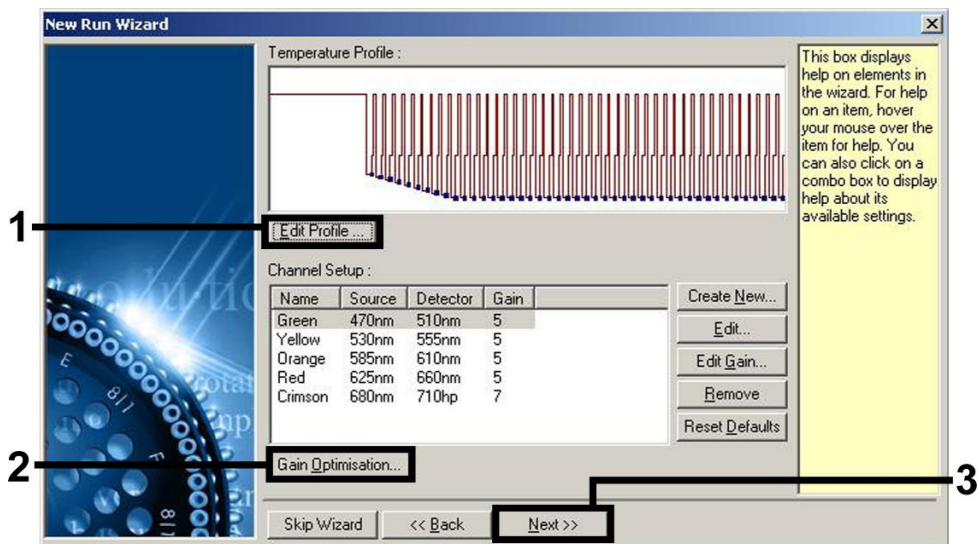 New Run Wizard
Temperature Profile :
This box displays
help on elements in
the wizard. For help
on an item, hover
your mouse over the
item for help. You
can also click on a
combo box to display
help about its
available settings.
1
Edit Profile ...
Channel Setup :
Name Source Detector Gain
Green 470nm 510nm 5
Yellow 530nm 555nm 5
Orange 585nm 610nm 5
Red 625nm 660nm 5
Crimson 680nm 710hp 7
Create New...
Edit...
Edit Gain...
Remove
Reset Defaults
2
Gain Optimisation...
3
Skip Wizard << Back Next >>